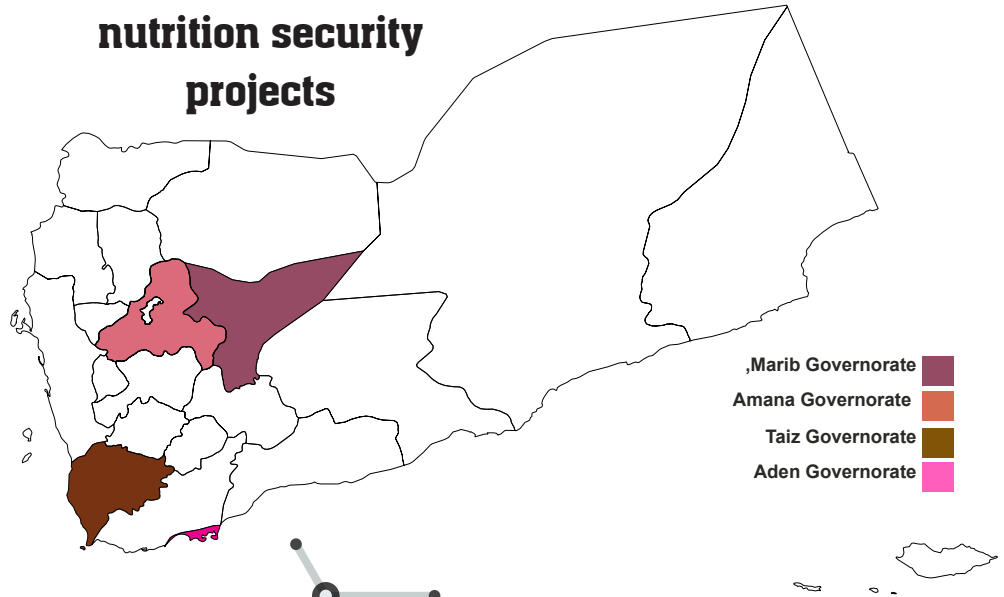 nutrition security
projects
,Marib Governorate
Amana Governorate
Taiz Governorate
Aden Governorate